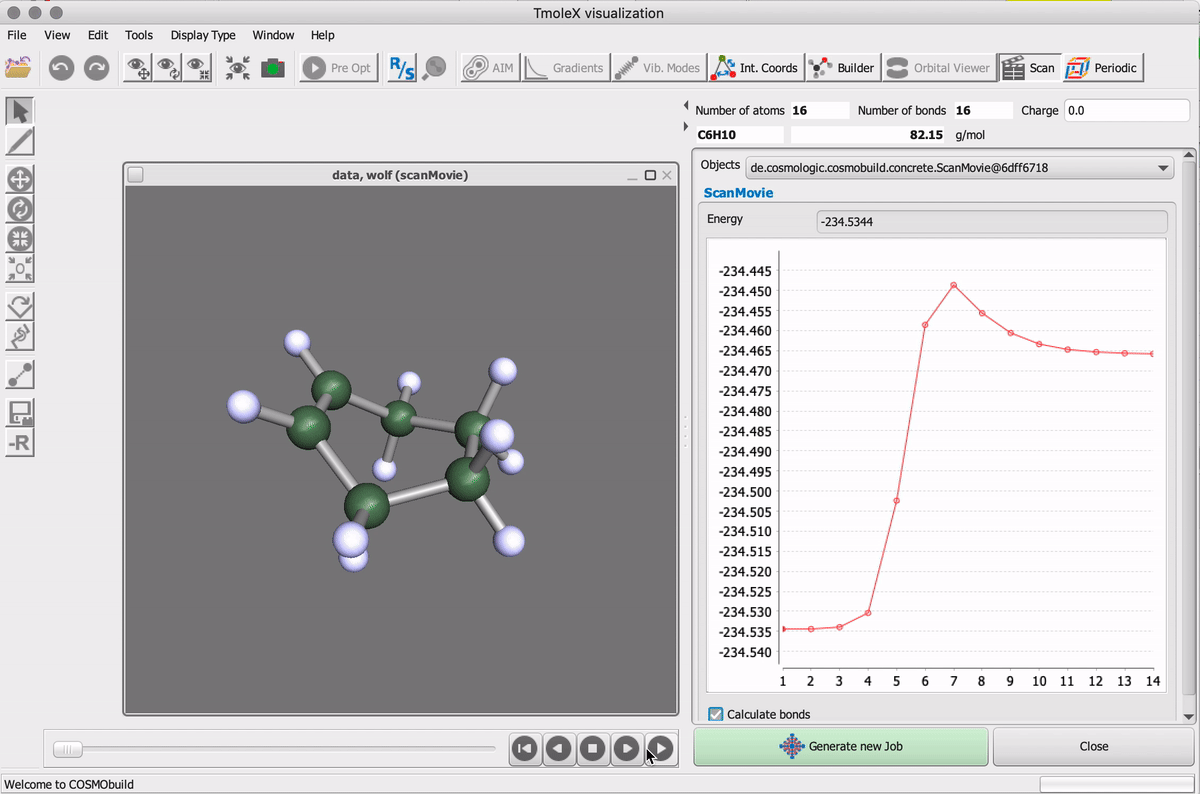 TmoleX visualization
File View Edit Tools Display Type Window Help
R/S Pre Opt AIM Gradients Vib. Modes Int. Coords Builder Orbital Viewer Scan Periodic
Number of atoms 16 Number of bonds 16 Charge 0.0
C6H10 82.15 g/mol
data, wolf (scanMovie)
Objects de.cosmologic.cosmobuild.concrete.ScanMovie@6dff6718
ScanMovie
Energy -234.5344
-234.445
-234.450
-234.455
-234.460
-234.465
-234.470
-234.475
-234.480
-234.485
-234.490
-234.495
-234.500
-234.505
-234.510
-234.515
-234.520
-234.525
-234.530
-234.535
-234.540
1 2 3 4 5 6 7 8 9 10 11 12 13 14
-R
Calculate bonds
Generate new Job Close
Welcome to COSMObuild